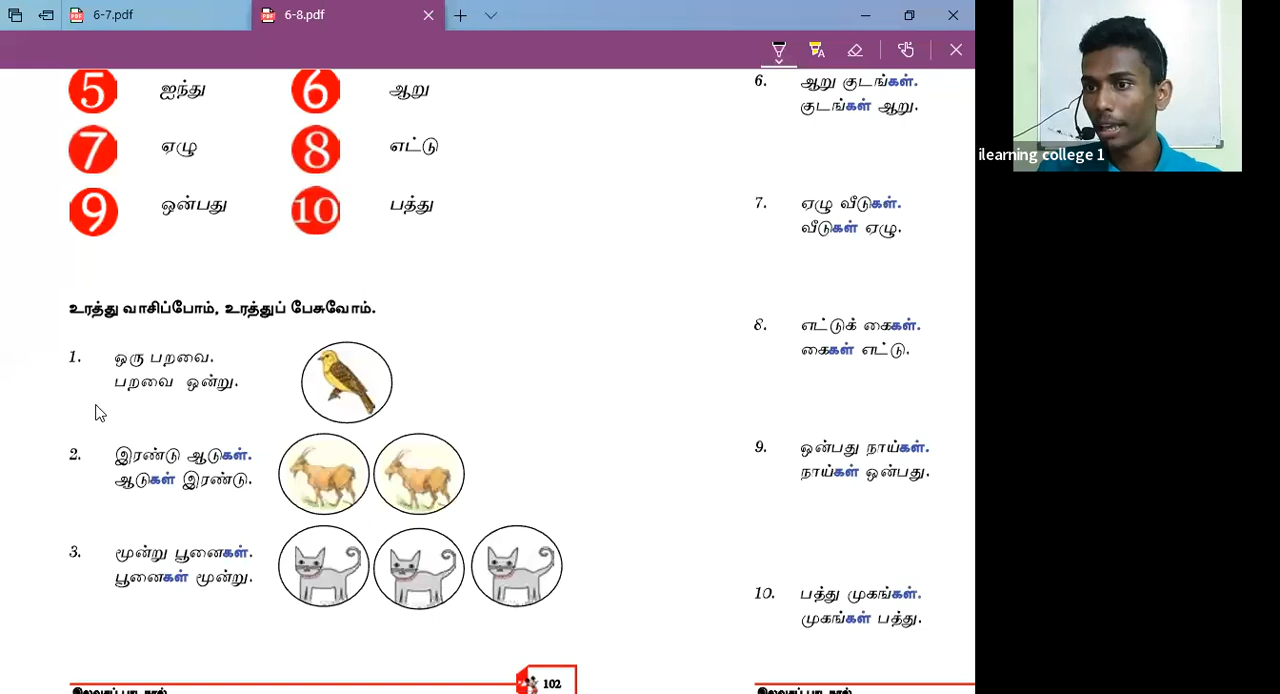 6-7.pdf
6-8.pdf
5 ஐந்து 6 ஆறு
7 ஏழு 8 எட்டு
9 ஒன்பது 10 பத்து
உரத்து வாசிப்போம், உரத்துப் பேசுவோம்.
1. ஒரு பறவை.
பறவை ஒன்று.
2. இரண்டு ஆடுகள்.
ஆடுகள் இரண்டு.
3. மூன்று பூனைகள்.
பூனைகள் மூன்று.
102
6. ஆறு குடங்கள்.
குடங்கள் ஆறு.
7. ஏழு வீடுகள்.
வீடுகள் ஏழு.
8. எட்டுக் கைகள்.
கைகள் எட்டு.
9. ஒன்பது நாய்கள்.
நாய்கள் ஒன்பது.
10. பத்து முகங்கள்.
முகங்கள் பத்து.
ilearning college 1